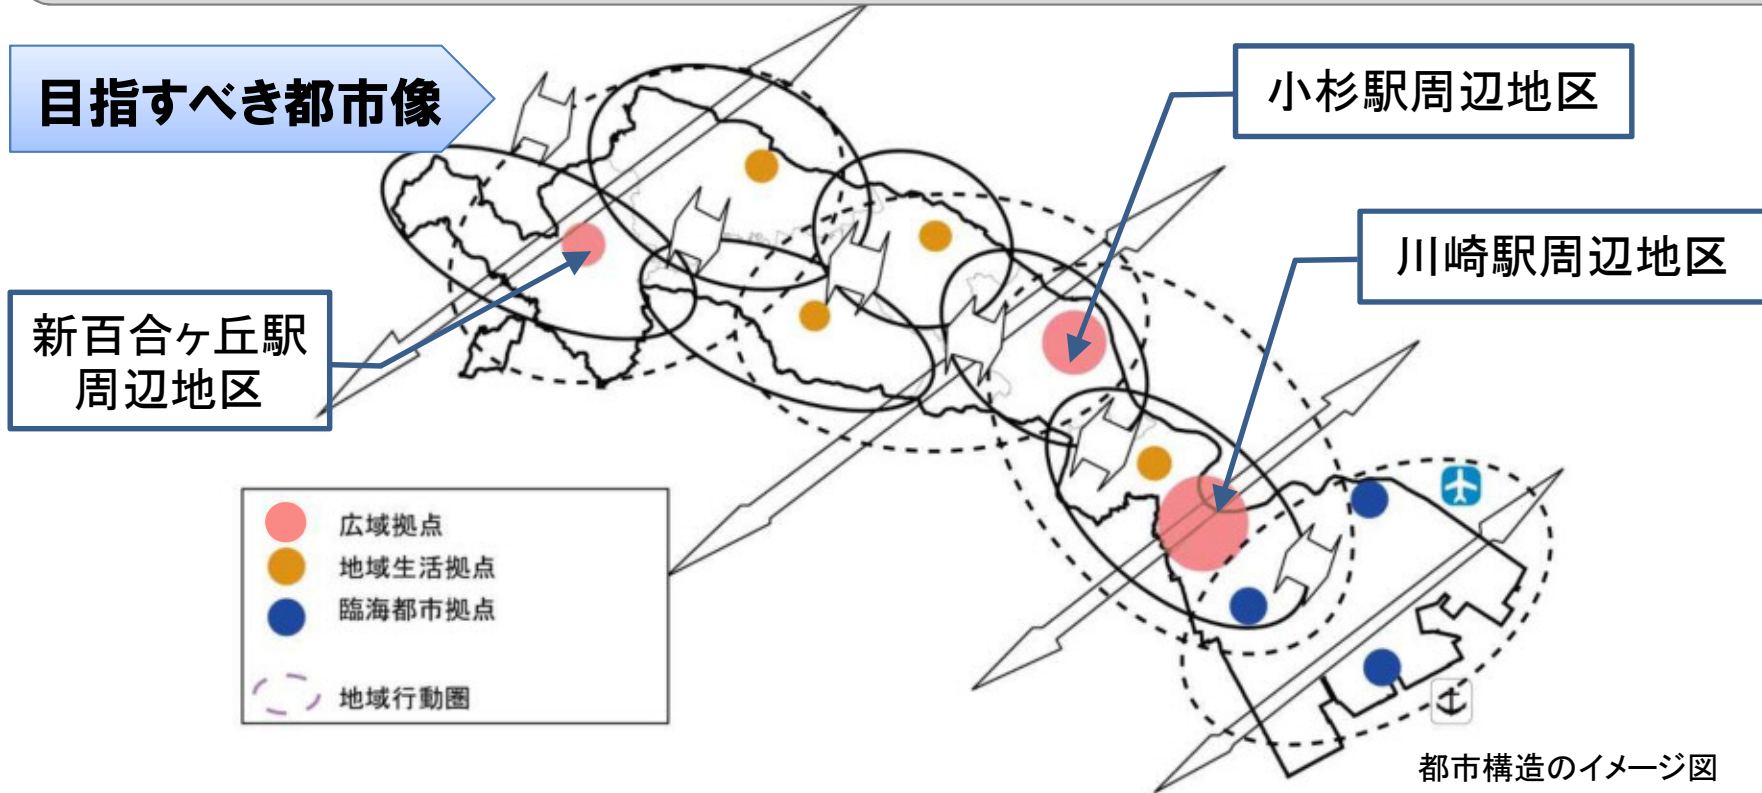 目指すべき都市像
小杉駅周辺地区
川崎駅周辺地区
新百合ヶ丘駅
周辺地区
広域拠点
地域生活拠点
臨海都市拠点
地域行動圏
都市構造のイメージ図